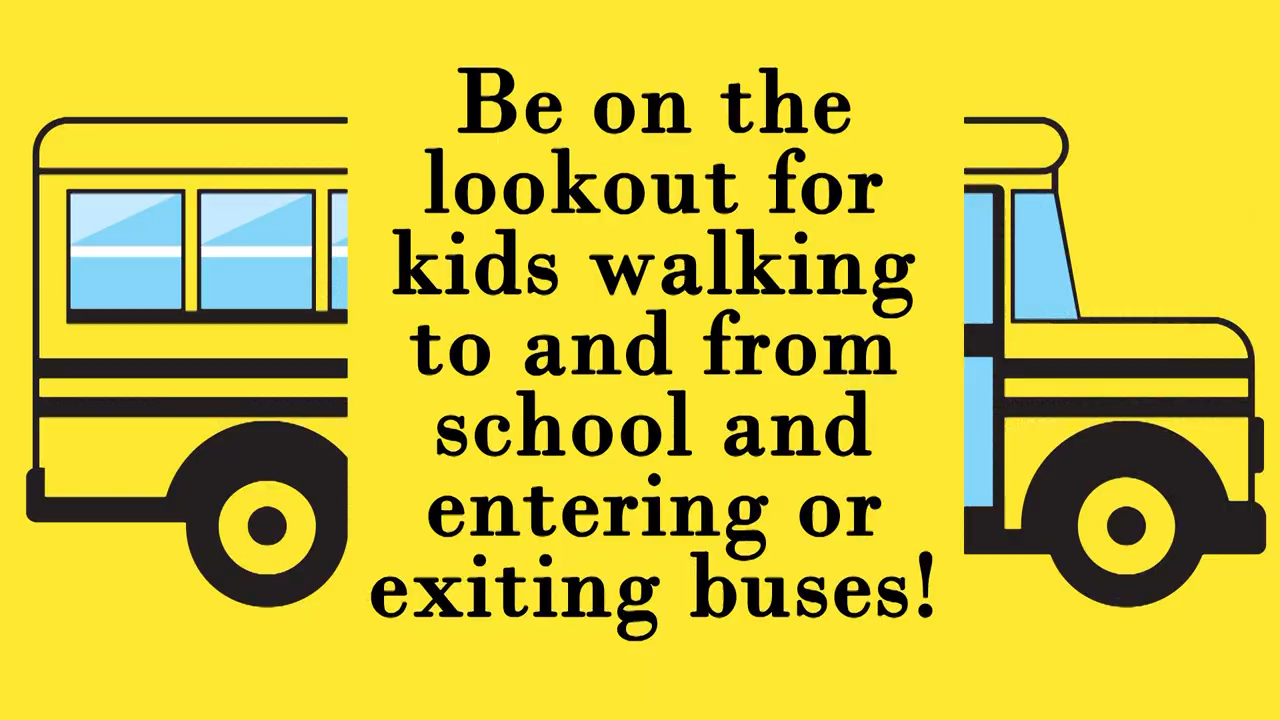 Be on the
lookout for
kids walking
to and from
school and
entering or
exiting buses!